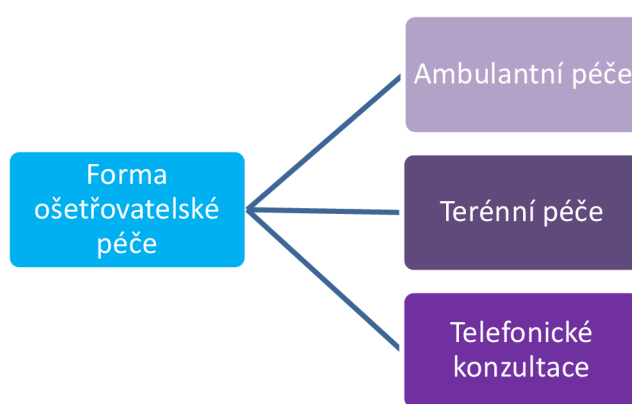 Forma
ošetřovatelské
péče
Ambulantní péče
Terénní péče
Telefonické
konzultace